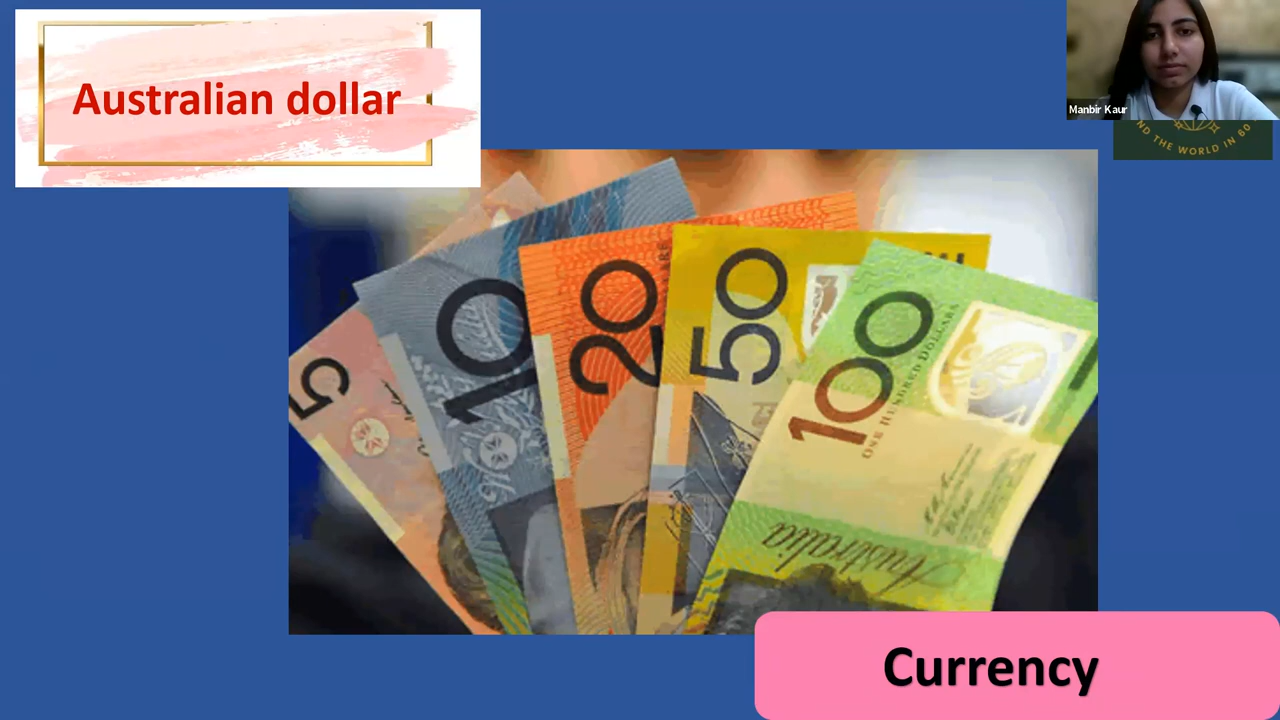 Australian dollar
Manbir Kaur
ND THE WORLD IN 60
5
10
20
50
100
ONE HUNDRED DOLLARS
Australia
Currency